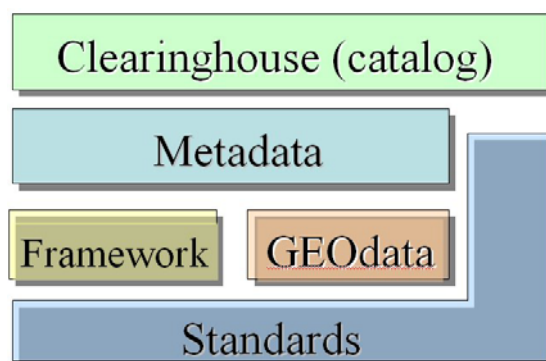 Clearinghouse (catalog)
Metadata
Framework
GEOdata
Standards